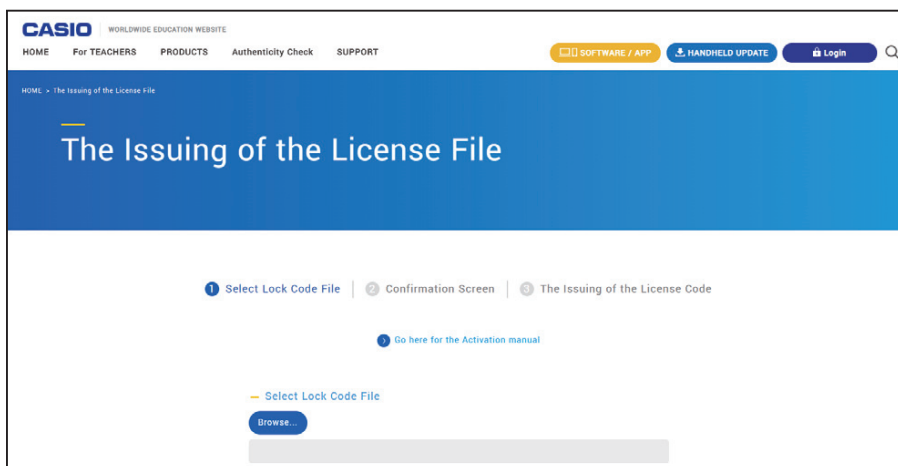 CASIO WORLDWIDE EDUCATION WEBSITE
HOME For TEACHERS PRODUCTS Authenticity Check SUPPORT SOFTWARE / APP HANDHELD UPDATE Login
HOME > The Issuing of the License File
The Issuing of the License File
1 Select Lock Code File 2 Confirmation Screen 3 The Issuing of the License Code
Go here for the Activation manual
Select Lock Code File
Browse...